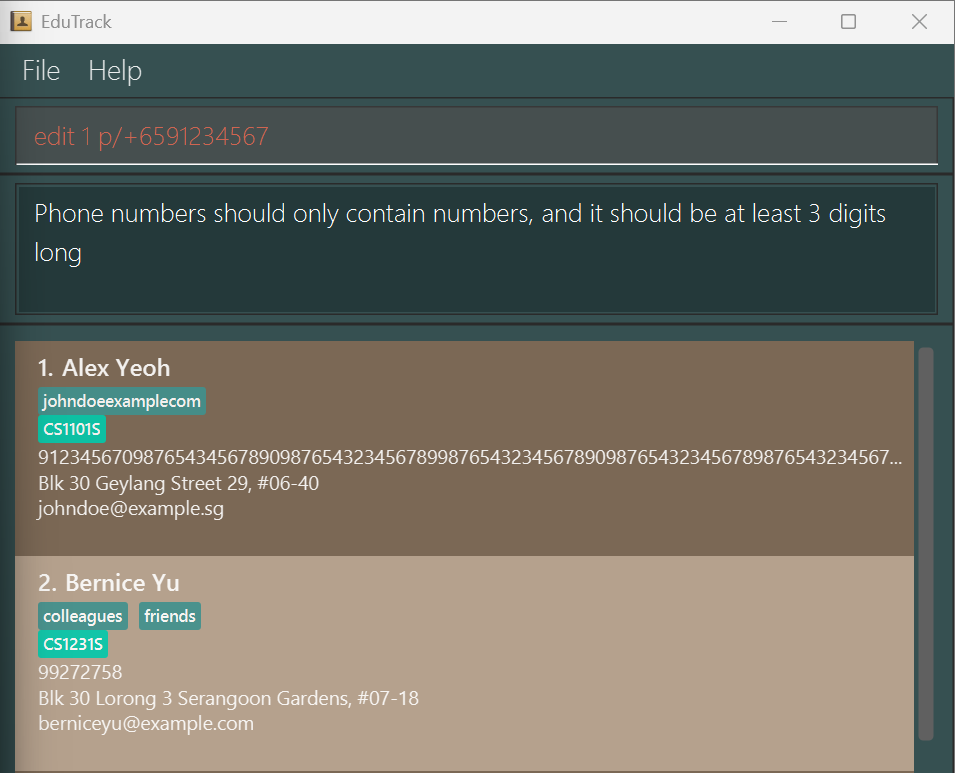 EduTrack
File Help
edit 1 p/+6591234567
Phone numbers should only contain numbers, and it should be at least 3 digits
long
1. Alex Yeoh
johndoeexamplecom
CS1101S
912345670987654345678909876543234567899876543234567890987654323456789876543234567...
Blk 30 Geylang Street 29, #06-40
johndoe@example.sg
2. Bernice Yu
colleagues friends
CS1231S
99272758
Blk 30 Lorong 3 Serangoon Gardens, #07-18
berniceyu@example.com